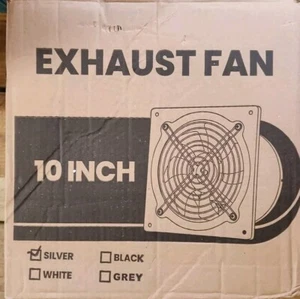 EXHAUST FAN
10 INCH
SILVER BLACK
WHITE GREY